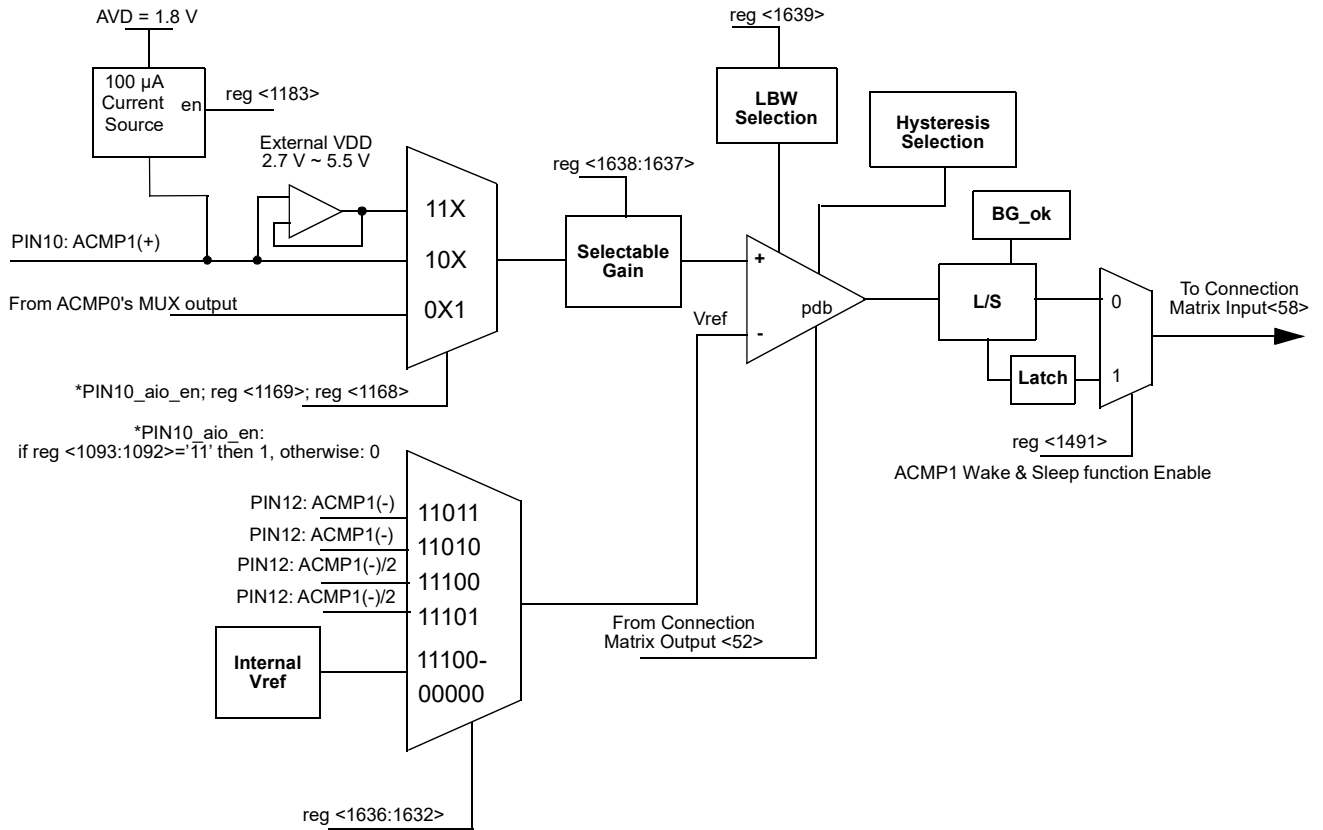 AVD = 1.8 V
reg <1639>
100 µA
Current
Source
en
reg <1183>
LBW
Selection
Hysteresis
Selection
External VDD
2.7 V ~ 5.5 V
reg <1638:1637>
11X
BG_ok
PIN10: ACMP1(+)
10X
Selectable
Gain
+
To Connection
Matrix Input<58>
From ACMP0's MUX output
0X1
Vref
-
pdb
L/S
0
Latch
1
*PIN10_aio_en; reg <1169>; reg <1168>
*PIN10_aio_en:
if reg <1093:1092>='11' then 1, otherwise: 0
reg <1491>
ACMP1 Wake & Sleep function Enable
PIN12: ACMP1(-)
11011
PIN12: ACMP1(-)
11010
PIN12: ACMP1(-)/2
11100
PIN12: ACMP1(-)/2
11101
From Connection
Matrix Output <52>
Internal
Vref
11100-
00000
reg <1636:1632>